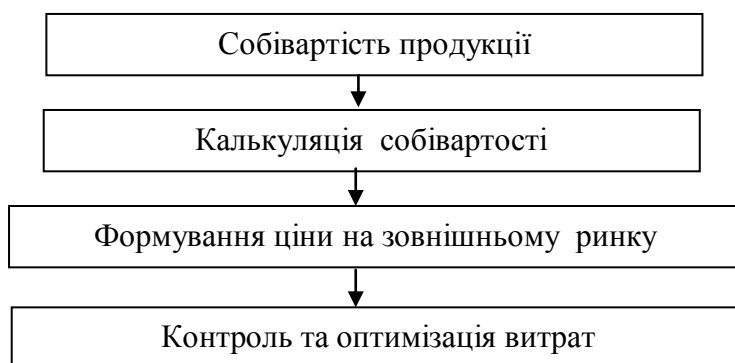 Собівартість продукції
Калькуляція собівартості
Формування ціни на зовнішньому ринку
Контроль та оптимізація витрат